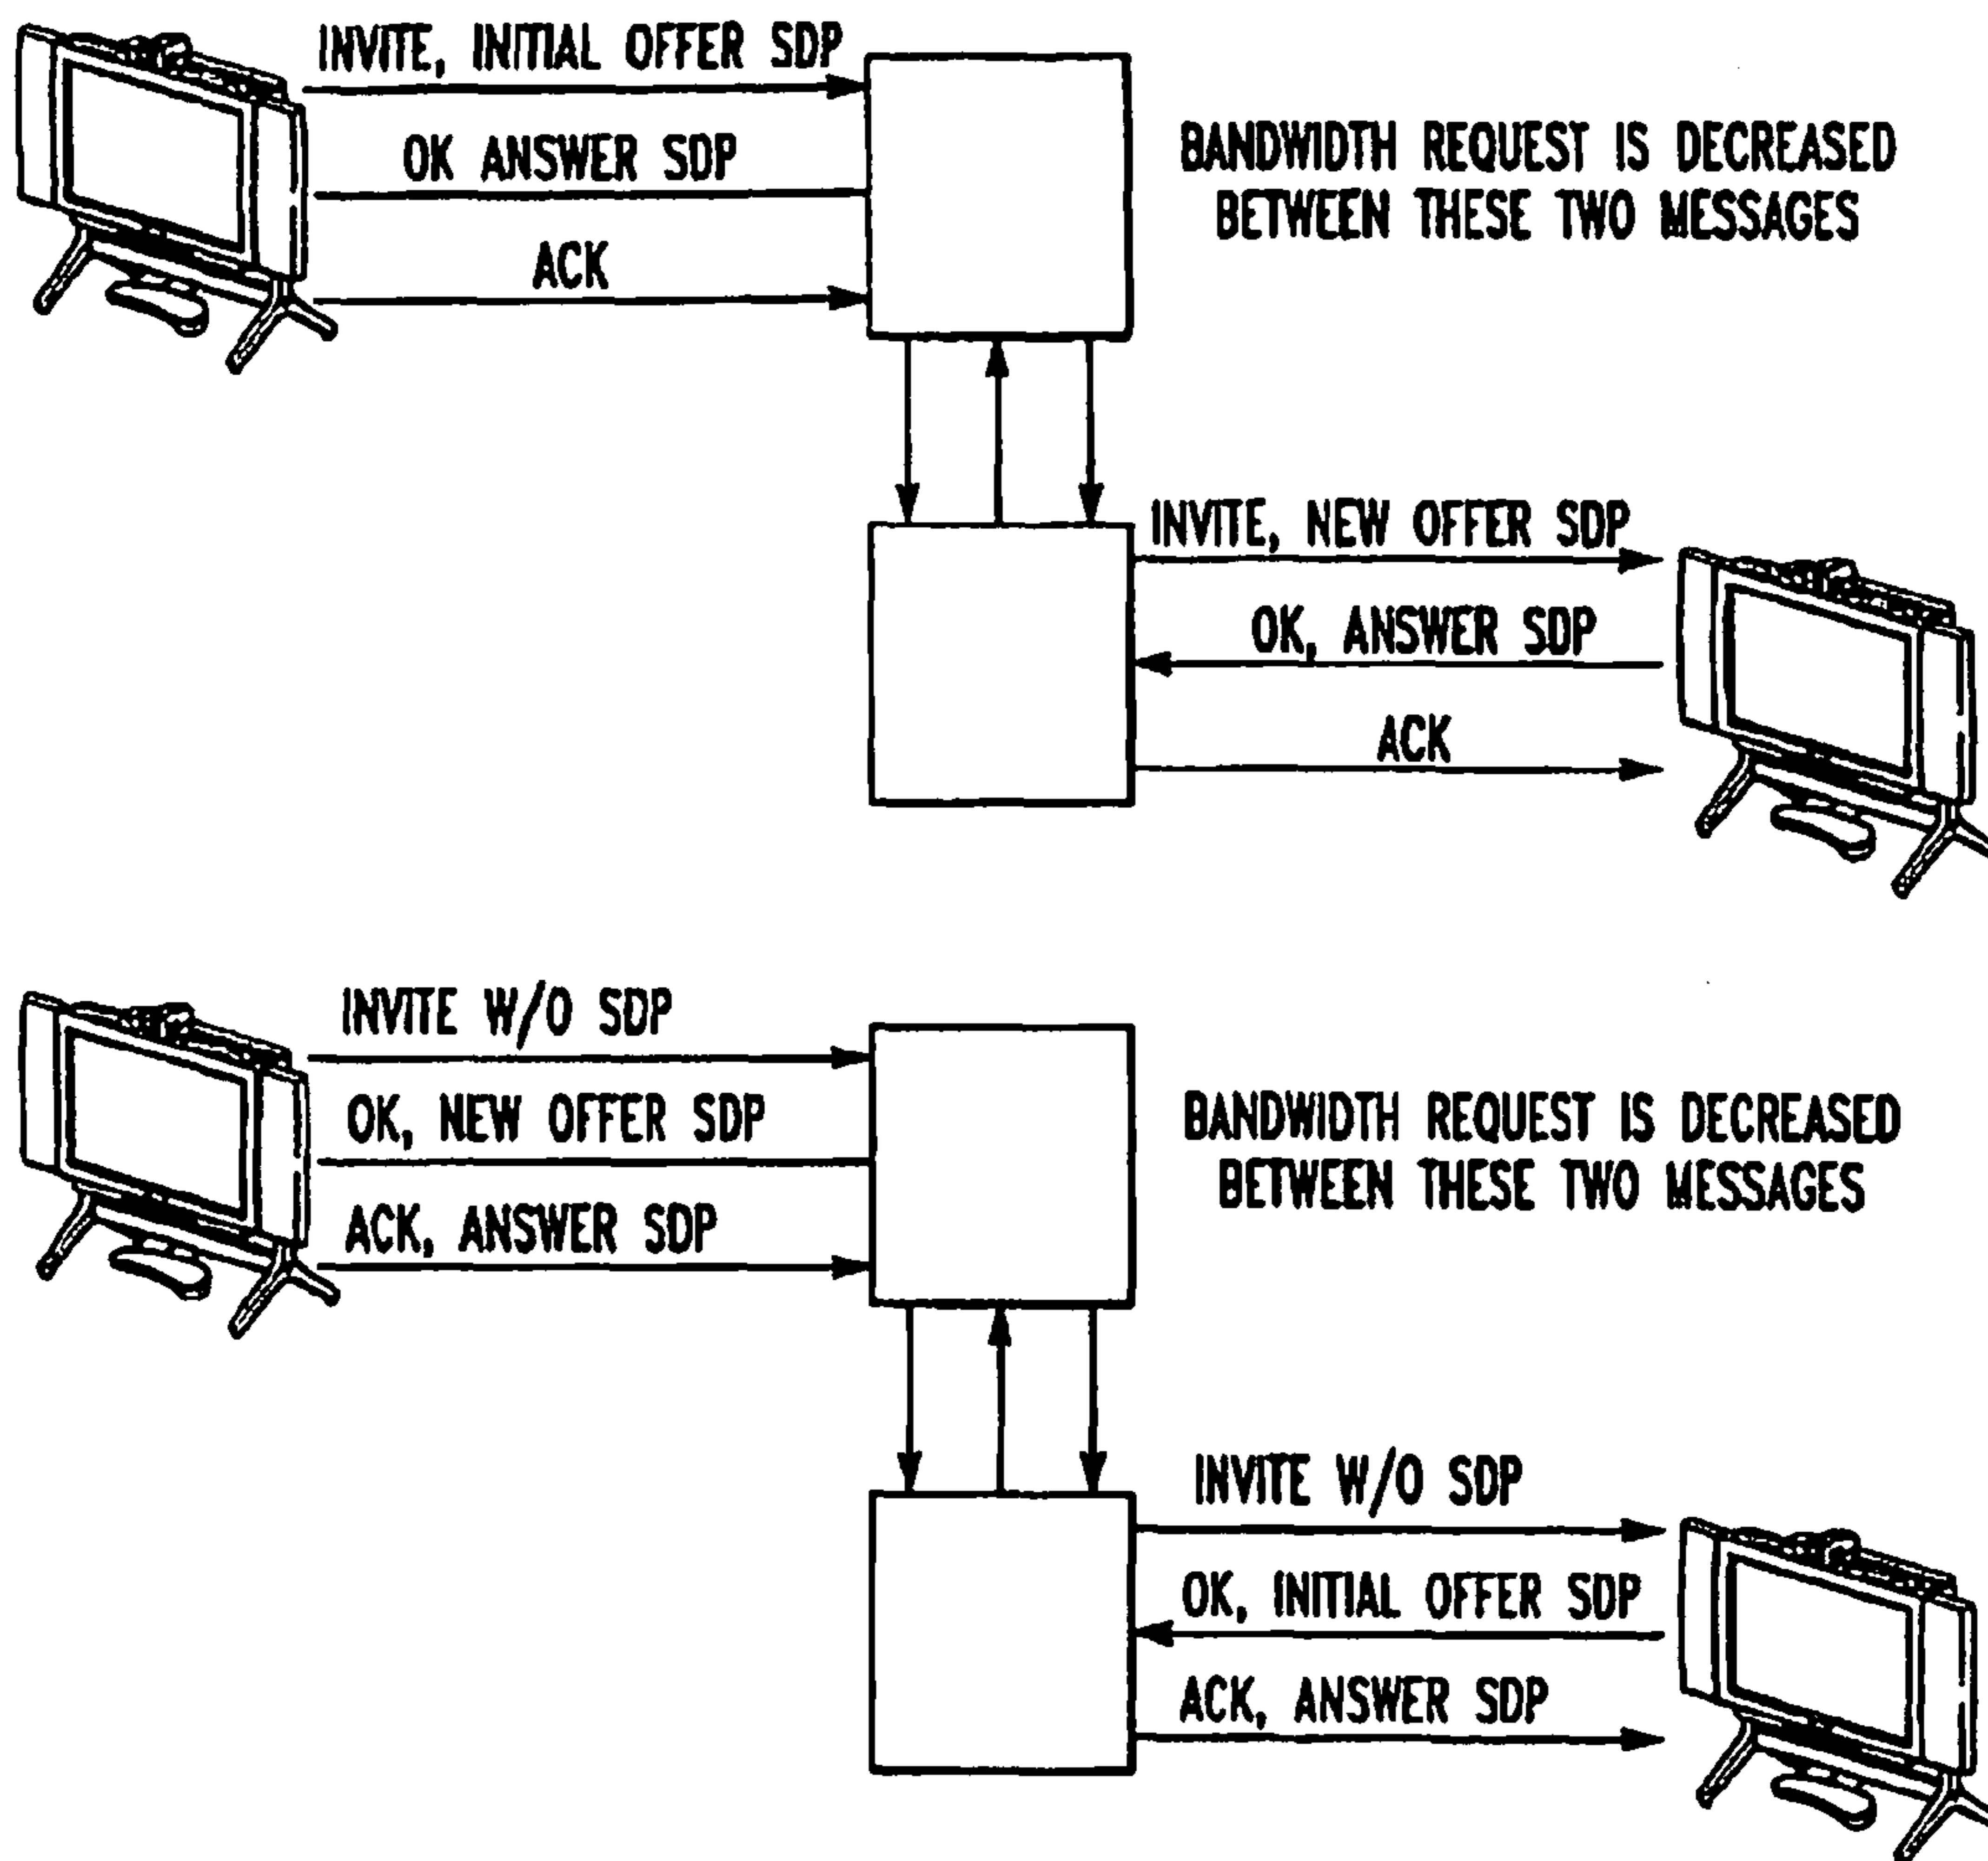 INVITE, INITIAL OFFER SDP
OK ANSWER SDP
ACK
BANDWIDTH REQUEST IS DECREASED
BETWEEN THESE TWO MESSAGES
INVITE, NEW OFFER SDP
OK, ANSWER SDP
ACK
INVITE W/O SDP
OK, NEW OFFER SDP
ACK, ANSWER SDP
BANDWIDTH REQUEST IS DECREASED
BETWEEN THESE TWO MESSAGES
INVITE W/O SDP
OK, INITIAL OFFER SDP
ACK, ANSWER SDP